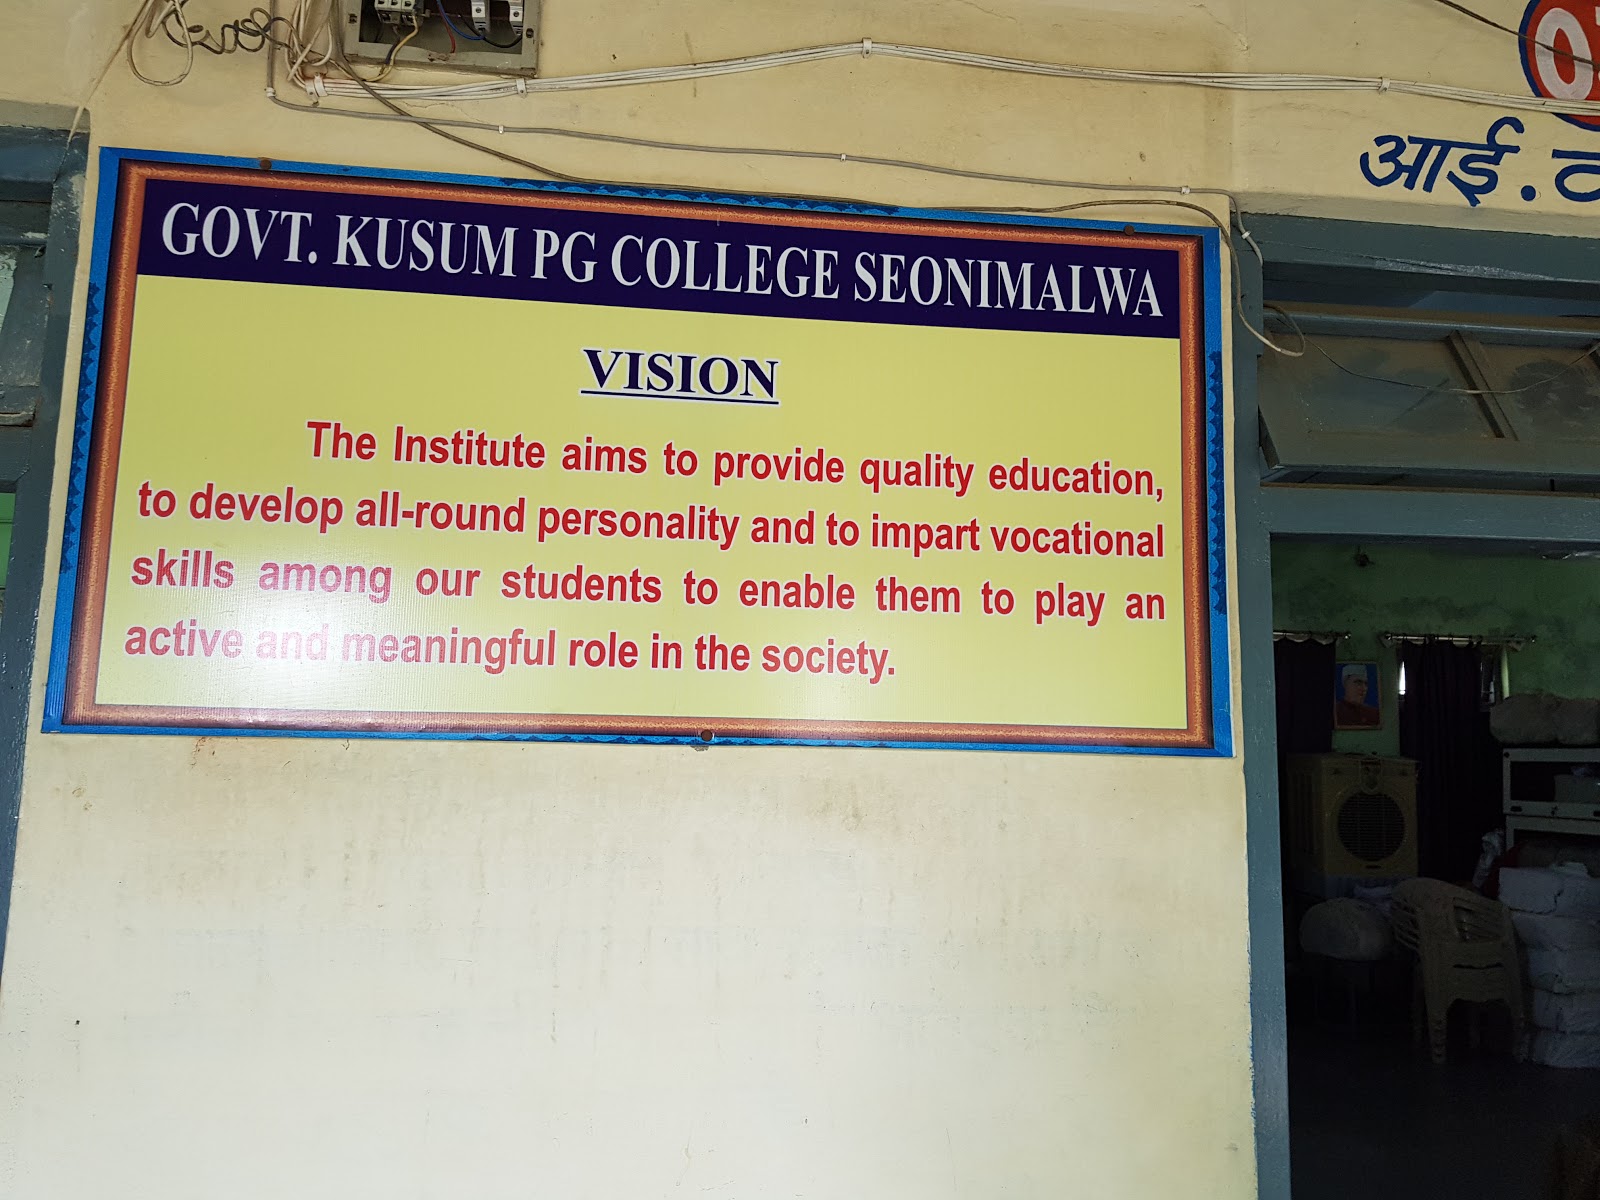 GOVT. KUSUM PG COLLEGE SEONIMALWA
VISION
The Institute aims to provide quality education,
to develop all-round personality and to impart vocational
skills among our students to enable them to play an
active and meaningful role in the society.
आई.